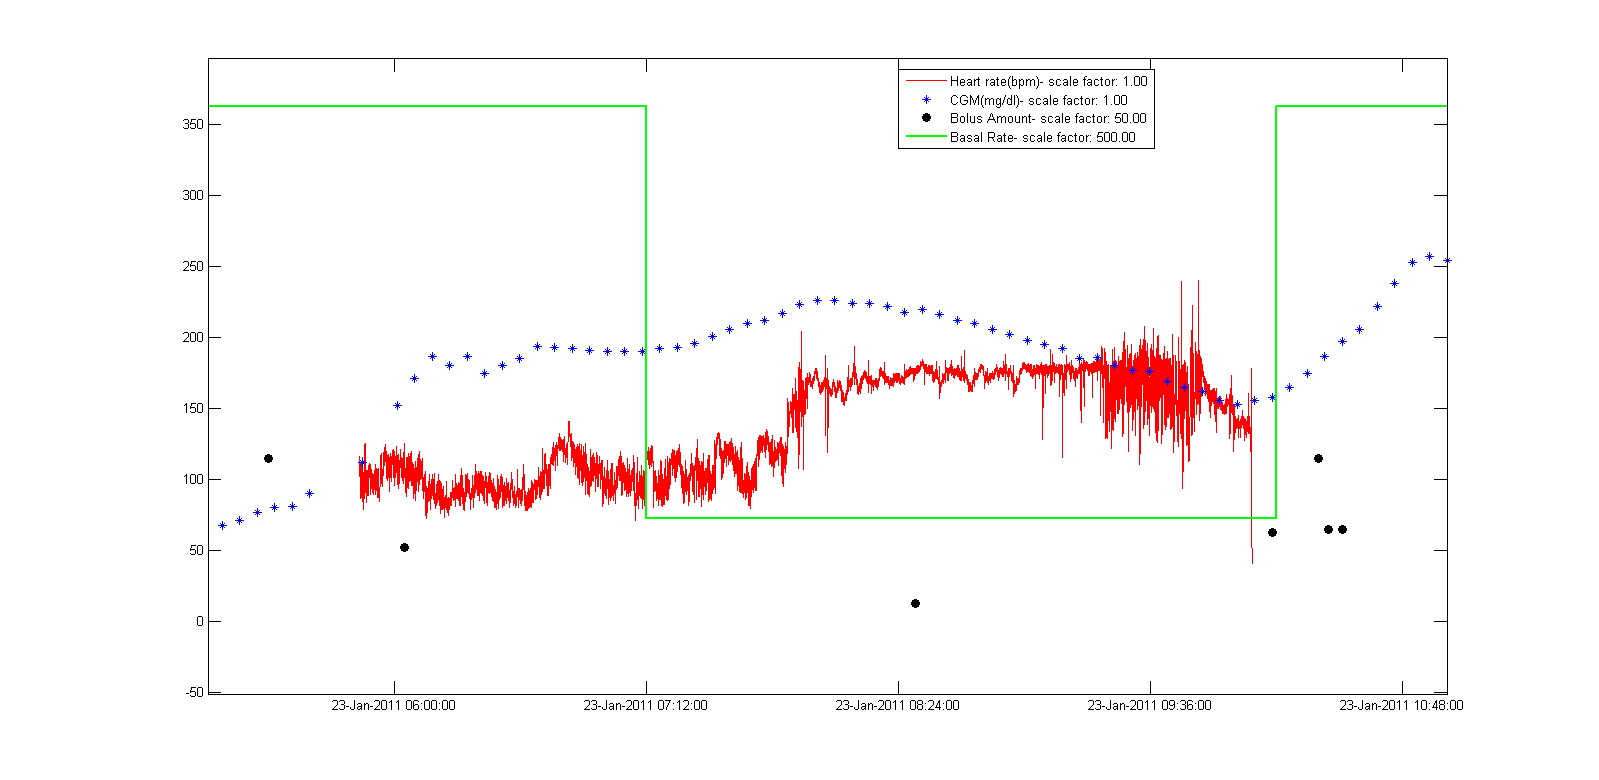 Heart rate(bpm)- scale factor: 1.00
CGM(mg/dl)- scale factor: 1.00
Bolus Amount- scale factor: 50.00
Basal Rate- scale factor: 500.00
350
300
250
200
150
100
50
0
-50
23-Jan-2011 06:00:00 23-Jan-2011 07:12:00 23-Jan-2011 08:24:00 23-Jan-2011 09:36:00 23-Jan-2011 10:48:00